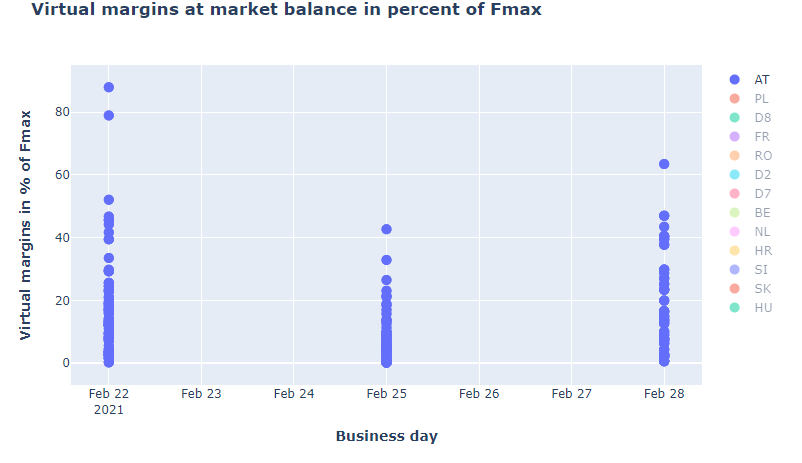 Virtual margins at market balance in percent of Fmax
Virtual margins in % of Fmax
80
60
40
20
0
Feb 22
2021
Feb 23
Feb 24
Feb 25
Feb 26
Feb 27
Feb 28
Business day
AT
PL
D8
FR
RO
D2
D7
BE
NL
HR
SI
SK
HU